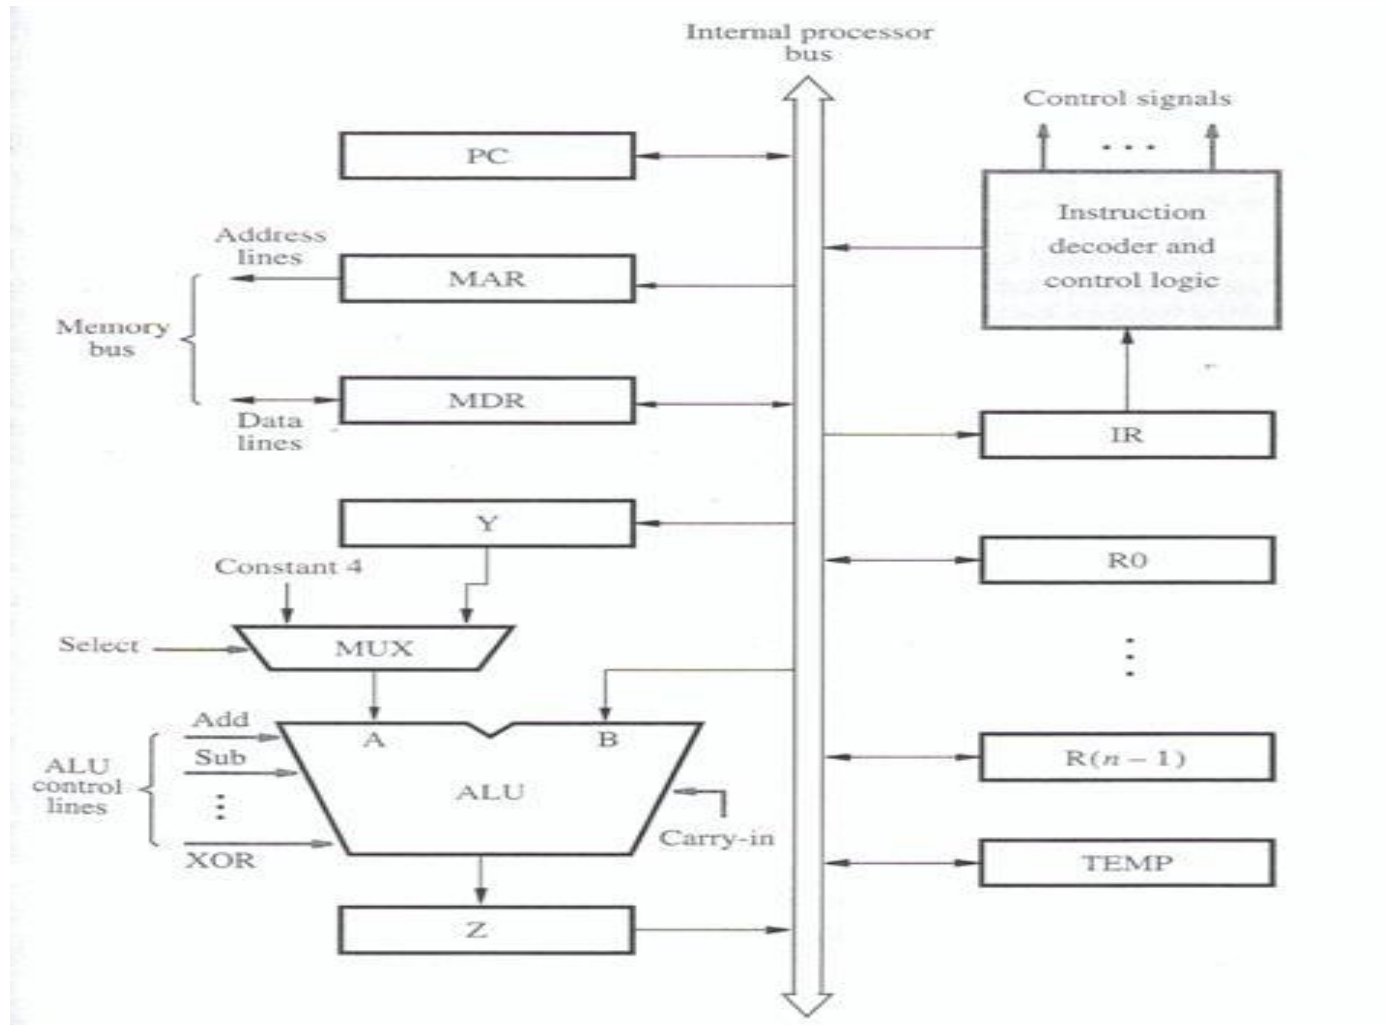 Internal processor
bus
Control signals
PC
Instruction
decoder and
control logic
Address
lines
MAR
Memory
bus
MDR
Data
lines
IR
Y
Constant 4
R0
Select
MUX
Add
A
B
Sub
ALU
control
lines
ALU
R(n – 1)
Carry-in
XOR
TEMP
Z